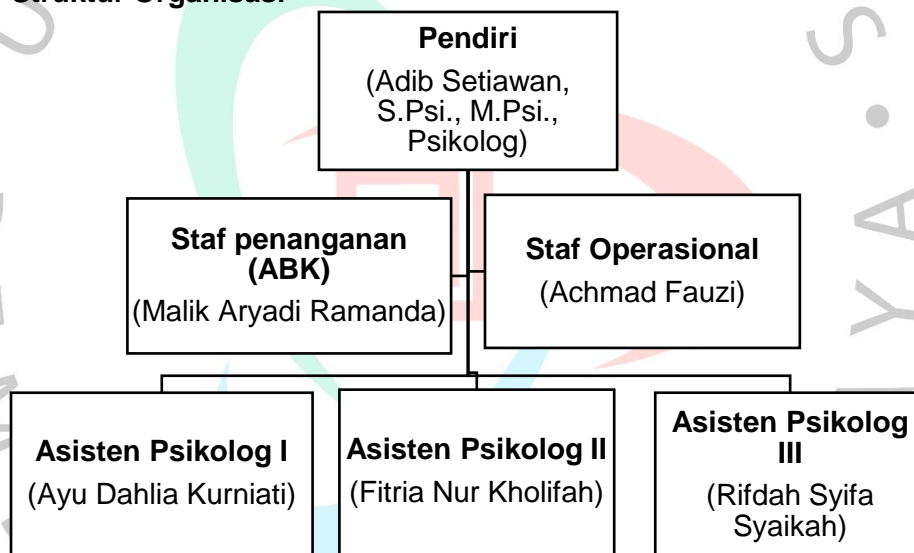 Struktur Organisasi
Pendiri
(Adib Setiawan,
S.Psi., M.Psi.,
Psikolog)
Staf penanganan
(ABK)
(Malik Aryadi Ramanda)
Staf Operasional
(Achmad Fauzi)
Asisten Psikolog I
(Ayu Dahlia Kurniati)
Asisten Psikolog II
(Fitria Nur Kholifah)
Asisten Psikolog
III
(Rifdah Syifa
Syaikah)